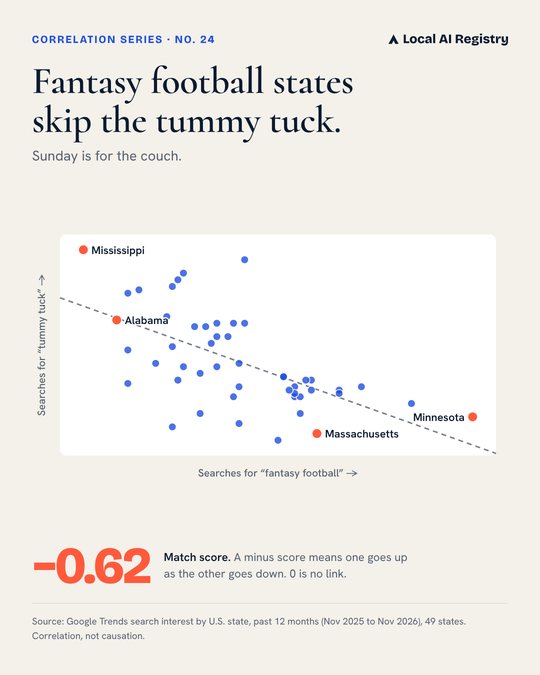 CORRELATION SERIES · NO. 24
Local AI Registry
Fantasy football states
skip the tummy tuck.
Sunday is for the couch.
Mississippi
Alabama
Minnesota
Massachusetts
Searches for “tummy tuck” →
Searches for “fantasy football” →
−0.62
Match score. A minus score means one goes up
as the other goes down. 0 is no link.
Source: Google Trends search interest by U.S. state, past 12 months (Nov 2025 to Nov 2026), 49 states.
Correlation, not causation.